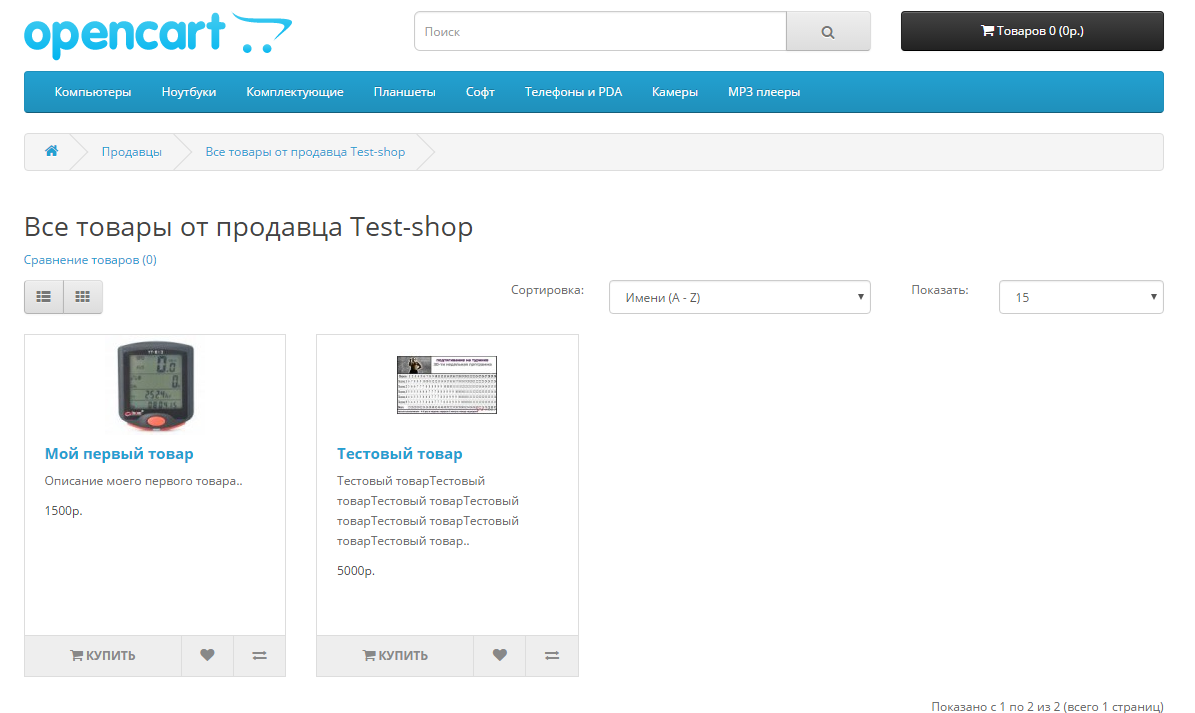 opencart
Поиск
Товаров 0 (0р.)
Компьютеры Ноутбуки Комплектующие Планшеты Софт Телефоны и PDA Камеры MP3 плееры
Продавцы Все товары от продавца Test-shop
Все товары от продавца Test-shop
Сравнение товаров (0)
Сортировка: Имени (A - Z) Показать: 15
Мой первый товар
Описание моего первого товара..
1500р.
КУПИТЬ
подтягивания на турнике
Тестовый товар
Тестовый товарТестовый
товарТестовый товарТестовый
товарТестовый товарТестовый
товарТестовый товар..
5000р.
КУПИТЬ
Показано с 1 по 2 из 2 (всего 1 страниц)